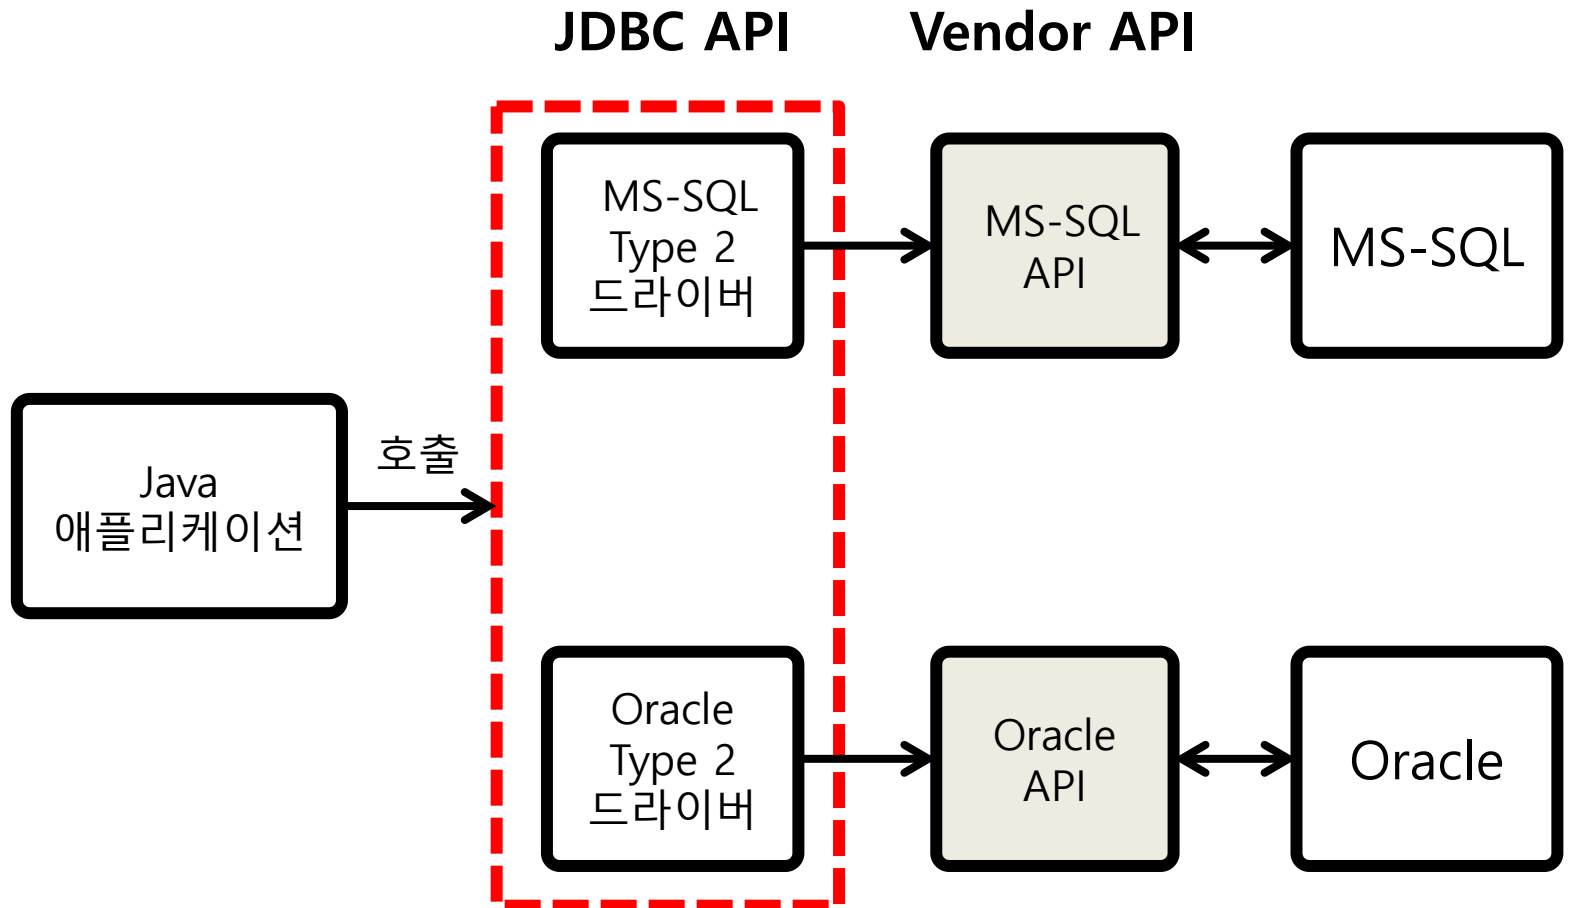 JDBC API
Vendor API
MS-SQL
Type 2
드라이버
MS-SQL
API
MS-SQL
Java
애플리케이션
호출
Oracle
Type 2
드라이버
Oracle
API
Oracle